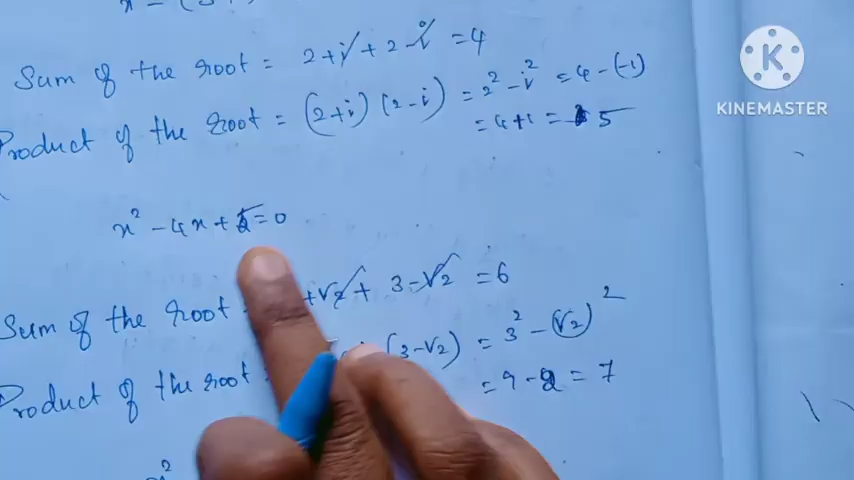 Sum of the root = 2+i + 2-i = 4
Product of the root = (2+i) (2-i) = 2² - i² = 4 - (-1)
= 4+1 = 5
x² - 4x + 5 = 0
Sum of the root +√2 + 3-√2 = 6
Product of the root (3-√2) = 3² - (√2)²
= 9 - 2 = 7
K
KINEMASTER